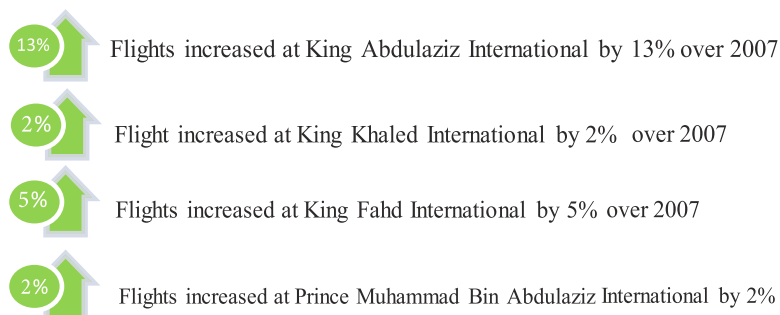 13% Flights increased at King Abdulaziz International by 13% over 2007
2% Flight increased at King Khaled International by 2% over 2007
5% Flights increased at King Fahd International by 5% over 2007
2% Flights increased at Prince Muhammad Bin Abdulaziz International by 2%